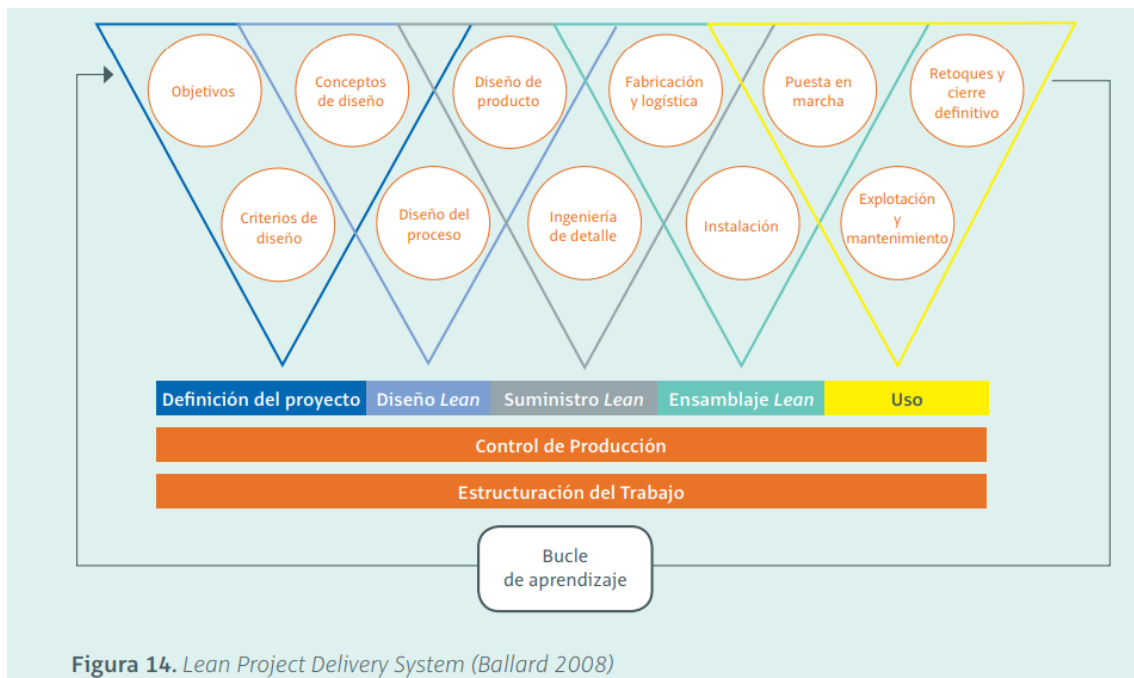 Objetivos
Conceptos
de diseño
Diseño de
producto
Fabricación
y logística
Puesta en
marcha
Retoques y
cierre
definitivo
Criterios de
diseño
Diseño del
proceso
Ingeniería
de detalle
Instalación
Explotación
y
mantenimiento
Definición del proyecto
Diseño Lean
Suministro Lean
Ensamblaje Lean
Uso
Control de Producción
Estructuración del Trabajo
Bucle
de aprendizaje
Figura 14. Lean Project Delivery System (Ballard 2008)